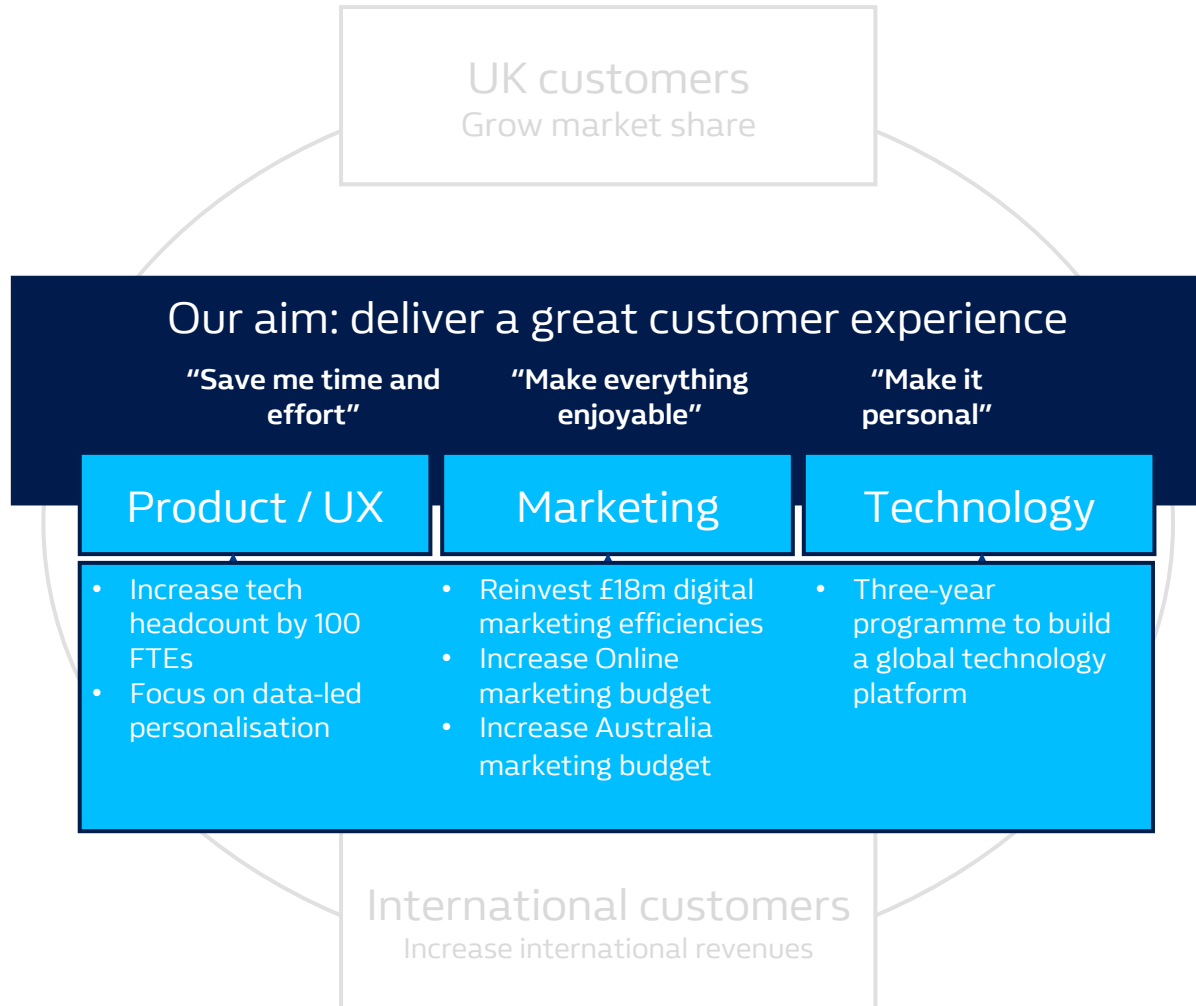 UK customers
Grow market share
Our aim: deliver a great customer experience
“Save me time and
effort”
“Make everything
enjoyable”
“Make it
personal”
Product / UX
Marketing
Technology
• Increase tech
headcount by 100
FTEs
• Focus on data-led
personalisation
• Reinvest £18m digital
marketing efficiencies
• Increase Online
marketing budget
• Increase Australia
marketing budget
• Three-year
programme to build
a global technology
platform
International customers
Increase international revenues